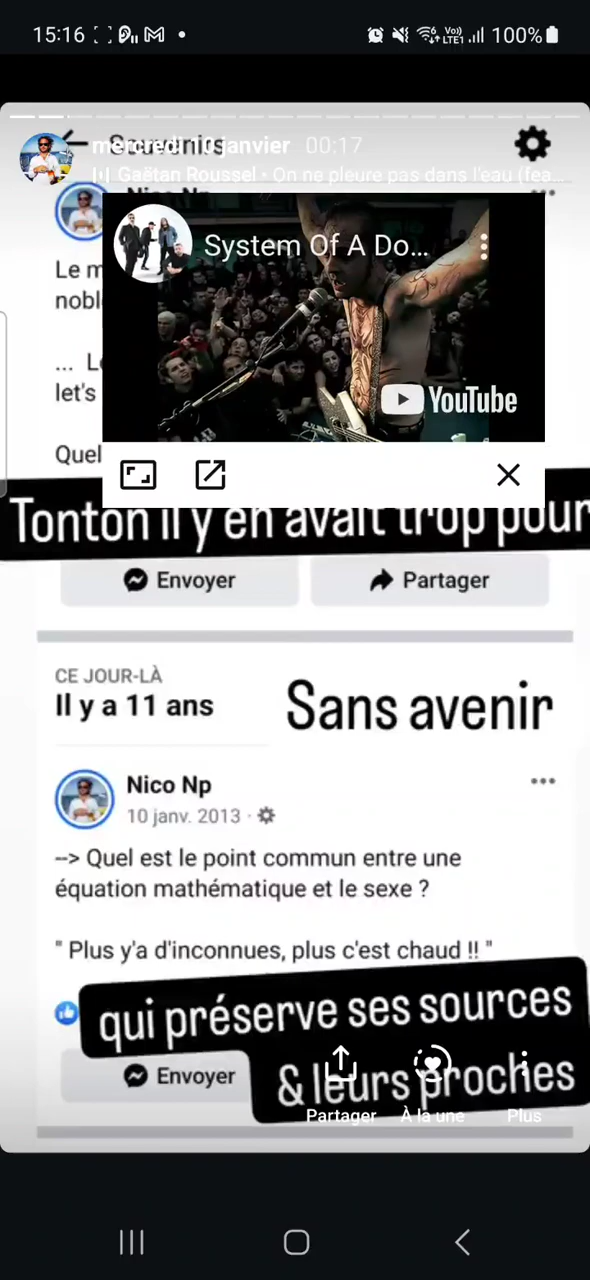 15:16
Vo)) LTE1 100%
Souvenirs
mercredi 10 janvier 00:17
Gaëtan Roussel • On ne pleure pas dans l'eau (fea...
Nico Np
System Of A Do...
Le m
nobl
... Le
let's
YouTube
Quel
Tonton il y en avait trop pour
Envoyer Partager
CE JOUR-LÀ
Il y a 11 ans
Sans avenir
Nico Np
10 janv. 2013 ·
--> Quel est le point commun entre une
équation mathématique et le sexe ?
" Plus y'a d'inconnues, plus c'est chaud !! "
qui préserve ses sources
Envoyer
& leurs proches
Partager À la une Plus